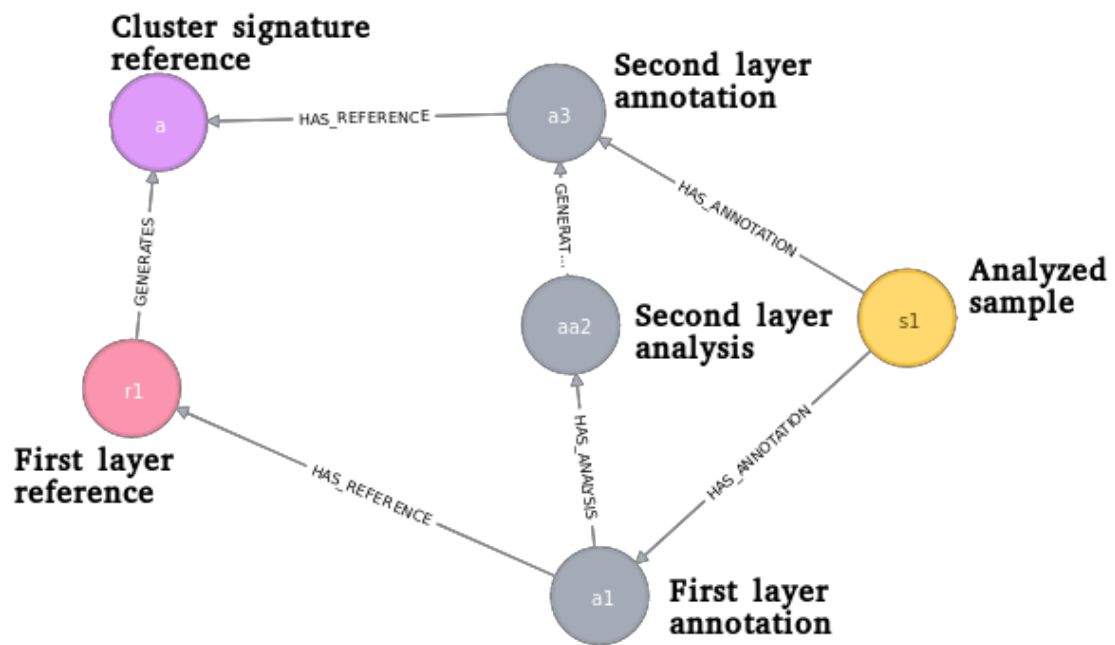 Cluster signature
reference
Second layer
annotation
a
HAS_REFERENCE
a3
HAS_ANNOTATION
GENERATES
GENERAT...
Analyzed
sample
s1
aa2
Second layer
analysis
r1
First layer
reference
HAS_REFERENCE
HAS_ANALYSIS
HAS_ANNOTATION
a1
First layer
annotation